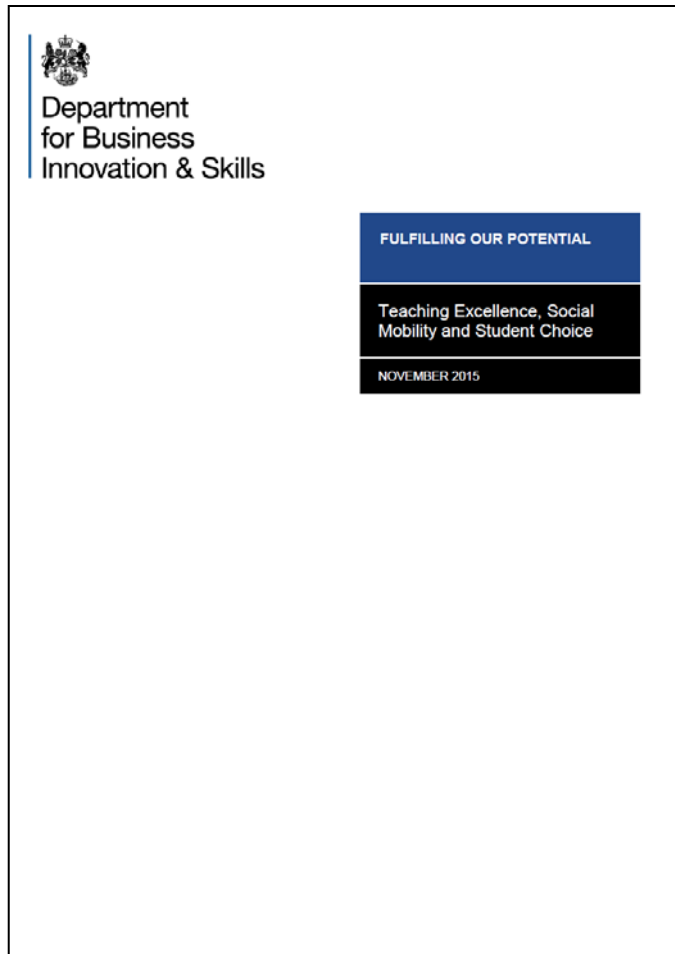 Department
for Business
Innovation & Skills
FULFILLING OUR POTENTIAL
Teaching Excellence, Social
Mobility and Student Choice
NOVEMBER 2015